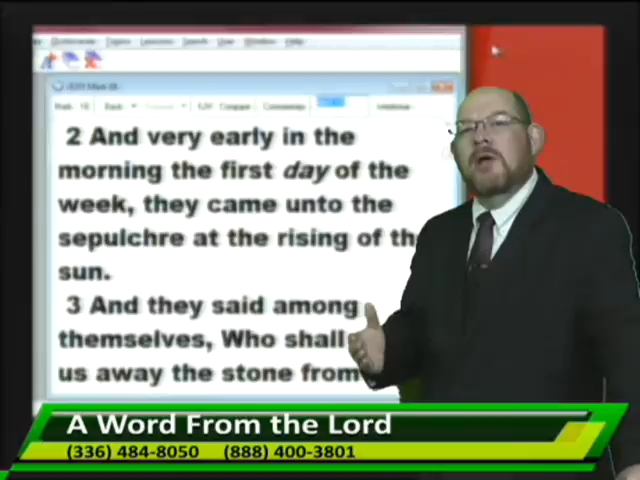 2 And very early in the
morning the first day of the
week, they came unto the
sepulchre at the rising of th
sun.
3 And they said among
themselves, Who shall
us away the stone from
A Word From the Lord
(336) 484-8050 (888) 400-3801